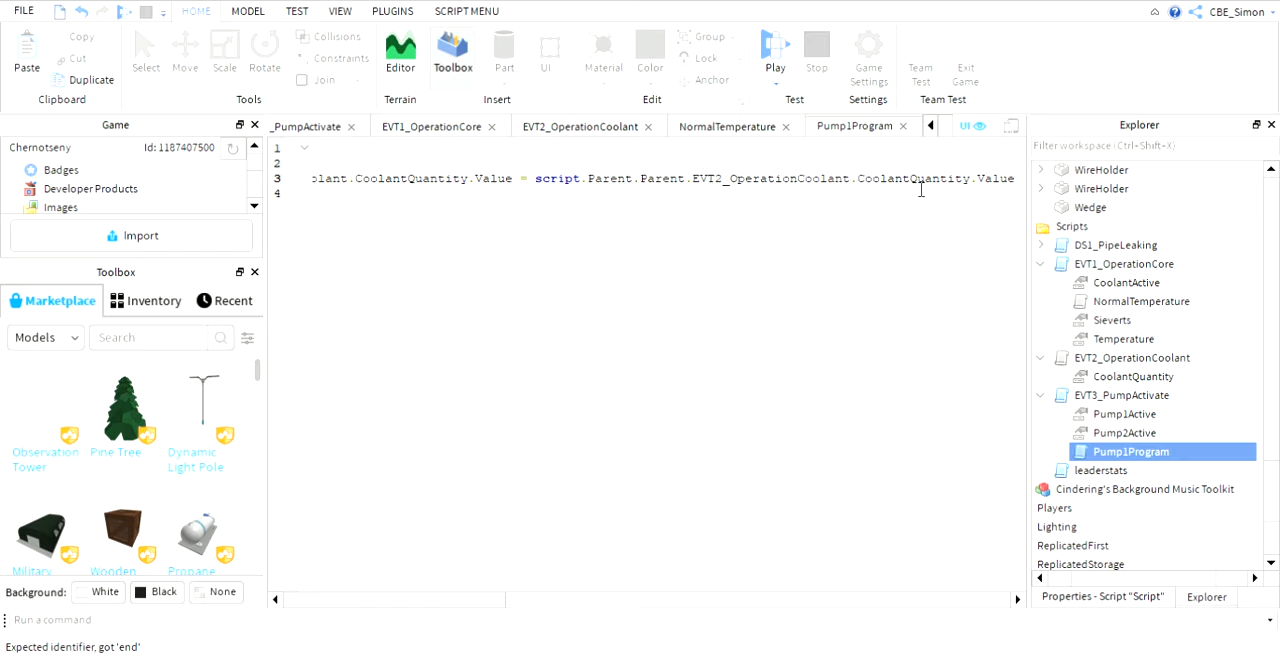 FILE HOME MODEL TEST VIEW PLUGINS SCRIPT MENU CBE_Simon
Copy
Cut
Paste Duplicate
Clipboard
Select Move Scale Rotate
Collisions
Constraints
Join
Tools
Editor
Terrain
Toolbox Part UI
Insert
Material Color
Group
Lock
Anchor
Edit
Play Stop
Test
Game
Settings
Settings
Team
Test
Exit
Game
Team Test
Game
Chernotseny Id: 1187407500
Badges
Developer Products
Images
Import
Toolbox
Marketplace Inventory Recent
Models Search
Observation
Tower
Pine Tree
Dynamic
Light Pole
Military Wooden Propane
Background: White Black None
_PumpActivate EVT1_OperationCore EVT2_OperationCoolant NormalTemperature Pump1Program UI
1
2
3 olant.CoolantQuantity.Value = script.Parent.Parent.EVT2_OperationCoolant.CoolantQuantity.Value
4
Explorer
Filter workspace (Ctrl+Shift+X)
WireHolder
WireHolder
Wedge
Scripts
DS1_PipeLeaking
EVT1_OperationCore
CoolantActive
NormalTemperature
Sieverts
Temperature
EVT2_OperationCoolant
CoolantQuantity
EVT3_PumpActivate
Pump1Active
Pump2Active
Pump1Program
leaderstats
Cindering's Background Music Toolkit
Players
Lighting
ReplicatedFirst
ReplicatedStorage
Properties - Script "Script" Explorer
Run a command
Expected identifier, got 'end'